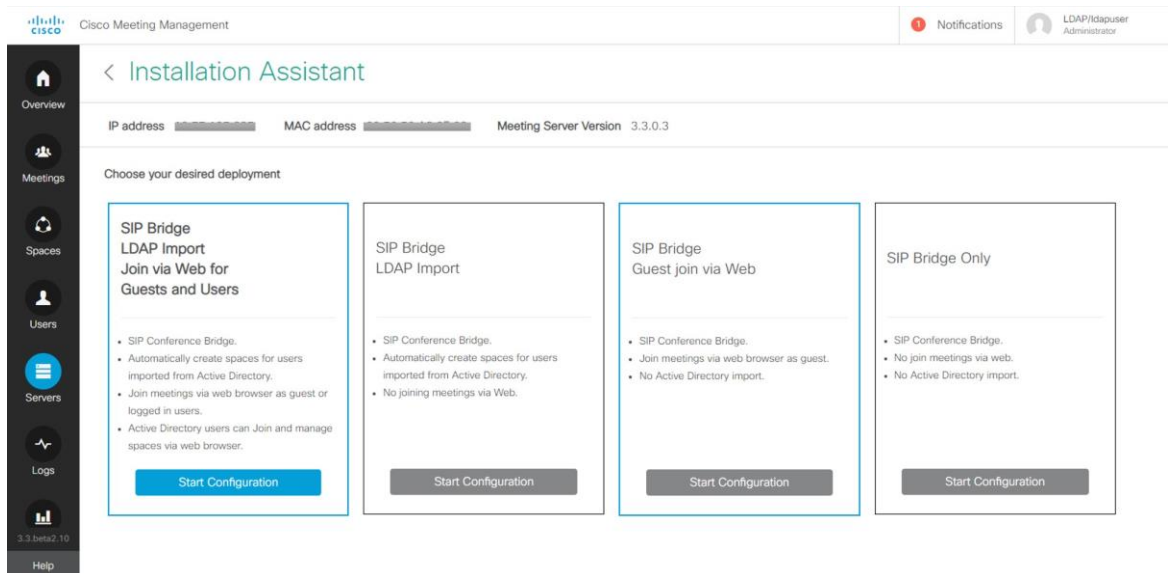 CISCO
Cisco Meeting Management
1 Notifications
LDAP/ldapuser
Administrator
Overview
Meetings
Spaces
Users
Servers
Logs
3.3.beta2.10
Help
< Installation Assistant
IP address
MAC address
Meeting Server Version 3.3.0.3
Choose your desired deployment
SIP Bridge
LDAP Import
Join via Web for
Guests and Users
• SIP Conference Bridge.
• Automatically create spaces for users
imported from Active Directory.
• Join meetings via web browser as guest or
logged in users.
• Active Directory users can Join and manage
spaces via web browser.
Start Configuration
SIP Bridge
LDAP Import
• SIP Conference Bridge.
• Automatically create spaces for users
imported from Active Directory.
• No joining meetings via Web.
Start Configuration
SIP Bridge
Guest join via Web
• SIP Conference Bridge.
• Join meetings via web browser as guest.
• No Active Directory import.
Start Configuration
SIP Bridge Only
• SIP Conference Bridge.
• No join meetings via web.
• No Active Directory import.
Start Configuration